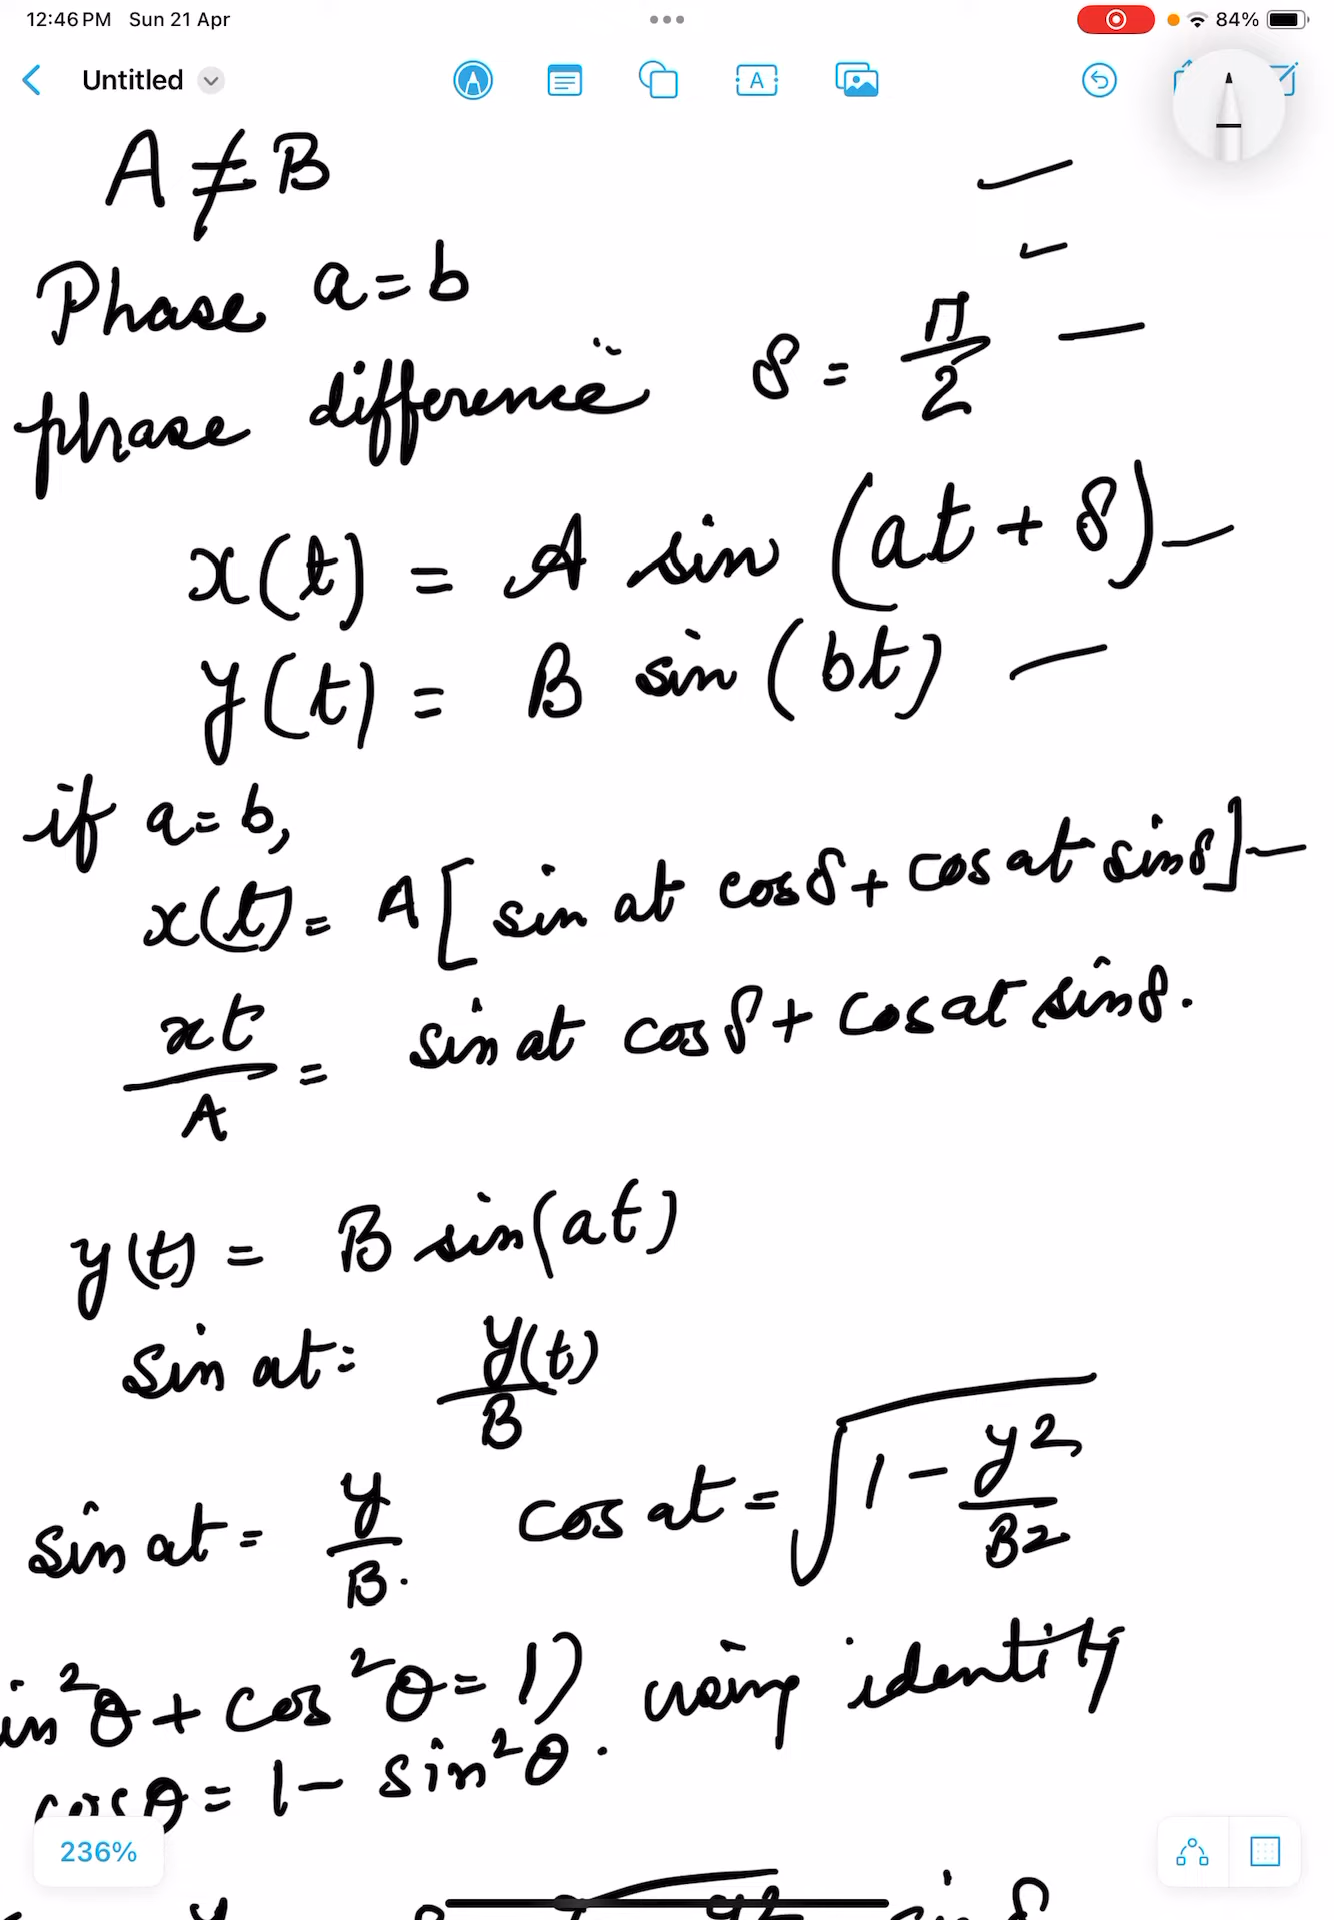 12:46 PM Sun 21 Apr
84%
Untitled
A
A ≠ B
Phase a = b
phase difference δ = π/2
x(t) = A sin (at + δ)
y(t) = B sin (bt)
if a = b,
x(t) = A [ sin at cos δ + cos at sin δ ]
xt/A = sin at cos δ + cos at sin δ.
y(t) = B sin(at)
sin at = y(t)/B
sin at = y/B. cos at = √(1 - y2/B2)
in²θ + cos²θ = 1) using identity
cosθ = 1 - sin²θ.
236%